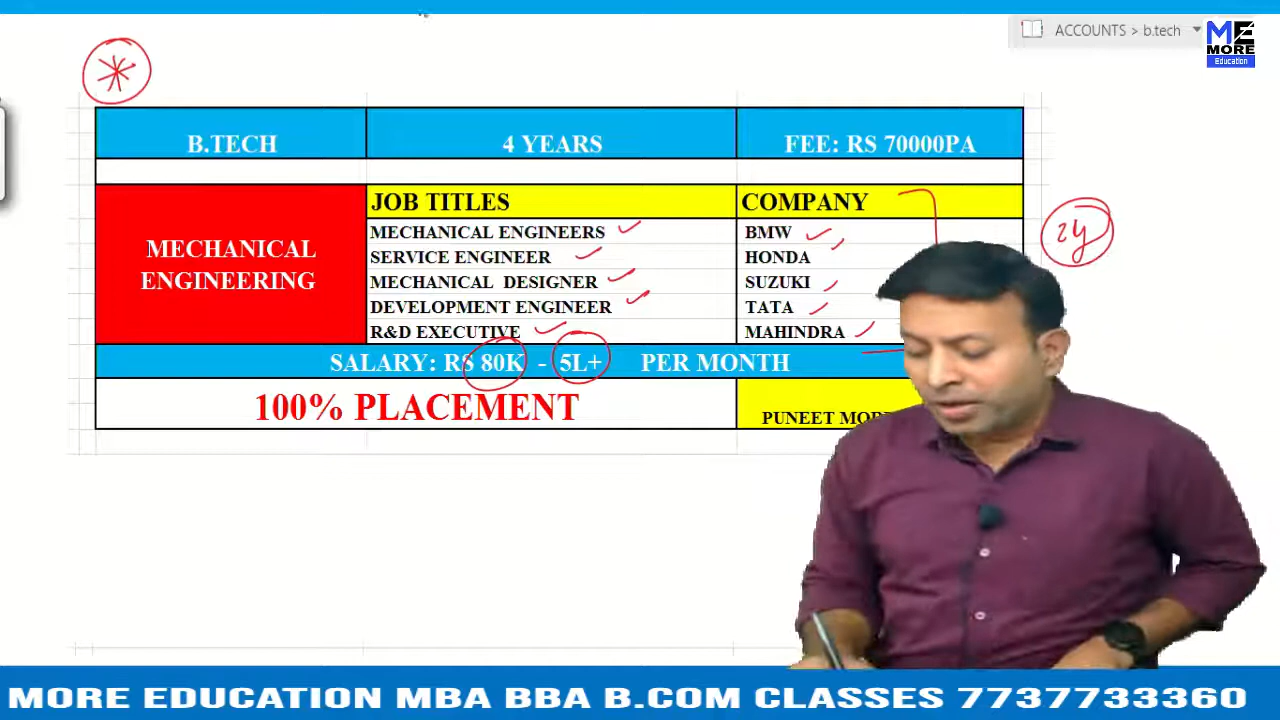 ACCOUNTS > b.tech
ME
MORE
Education
B.TECH 4 YEARS FEE: RS 70000PA
JOB TITLES COMPANY
MECHANICAL ENGINEERING
MECHANICAL ENGINEERS BMW
SERVICE ENGINEER HONDA
MECHANICAL DESIGNER SUZUKI
DEVELOPMENT ENGINEER TATA
R&D EXECUTIVE MAHINDRA
2y
SALARY: RS 80K - 5L+ PER MONTH
100% PLACEMENT
PUNEET
MORE EDUCATION MBA BBA B.COM CLASSES 7737733360